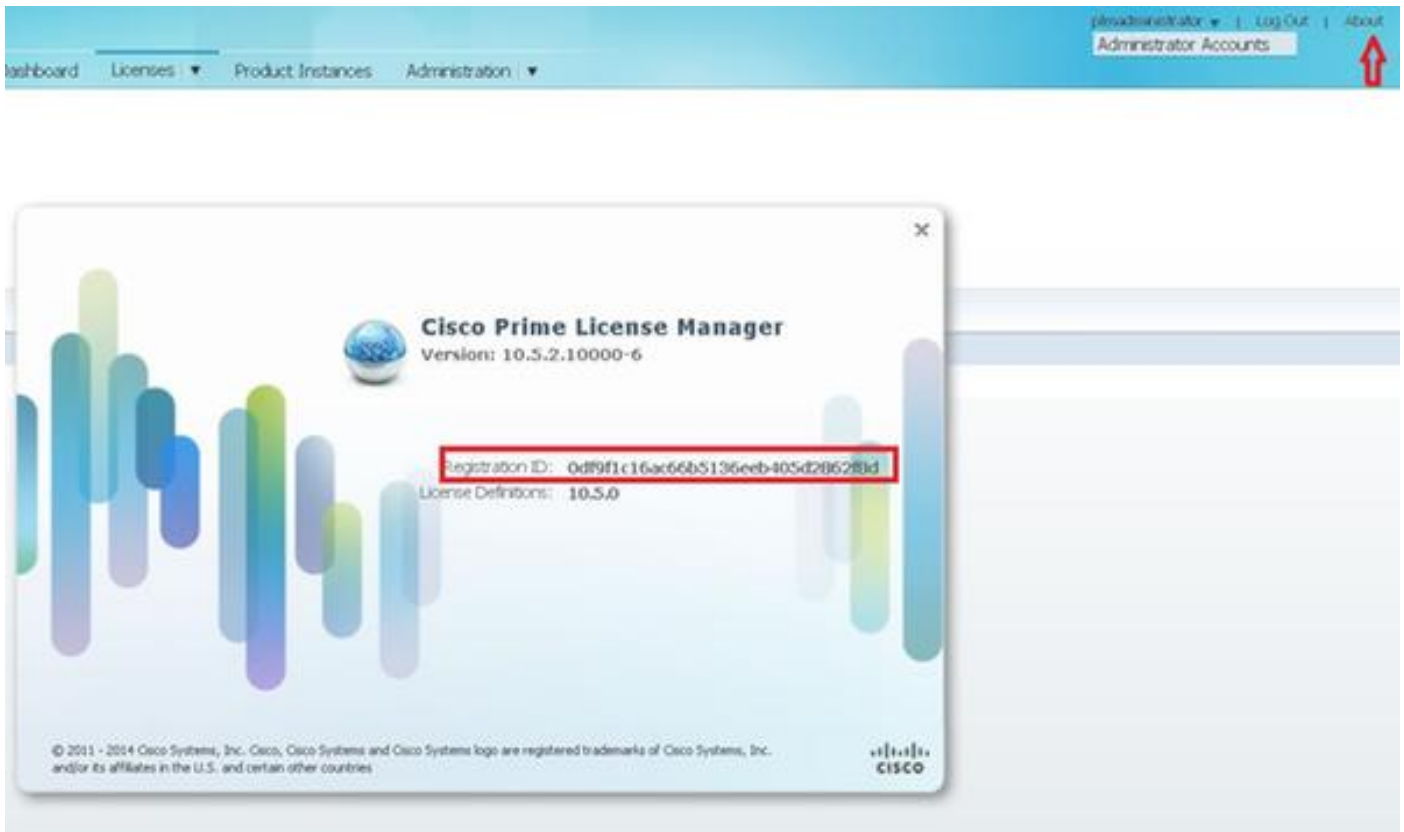 plmadministrator | Log Out | About
Administrator Accounts
Dashboard Licenses Product Instances Administration
Cisco Prime License Manager
Version: 10.5.2.10000-6
Registration ID:
License Definitions: 10.5.0
© 2011 - 2014 Cisco Systems, Inc. Cisco, Cisco Systems and Cisco Systems logo are registered trademarks of Cisco Systems, Inc.
and/or its affiliates in the U.S. and certain other countries
CISCO